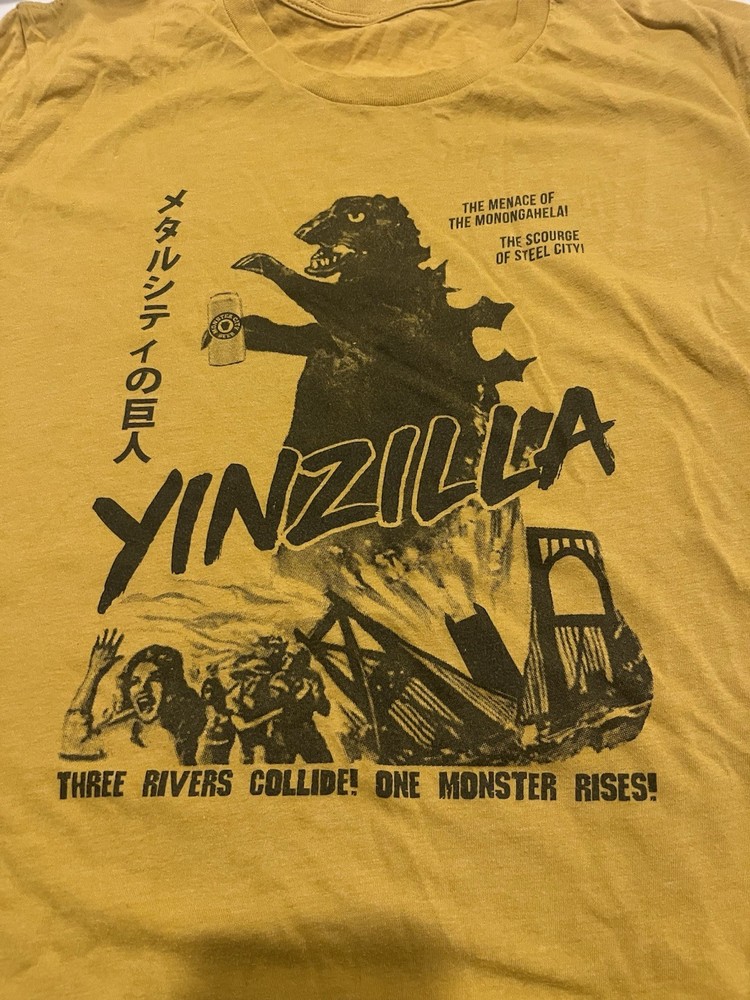 メタルシティの巨人
THE MENACE OF
THE MONONGAHELA!
THE SCOURGE
OF STEEL CITY!
YINZILLA
THREE RIVERS COLLIDE! ONE MONSTER RISES!